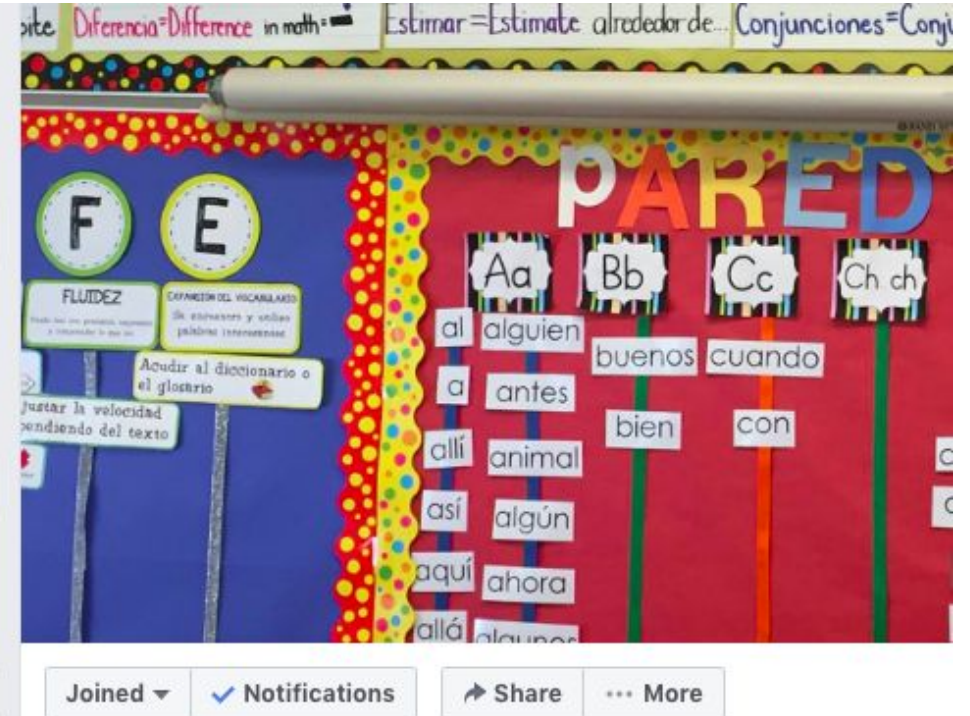 Diferencia=Difference in math=
Estimar=Estimate alrededor de...
Conjunciones=Conju
PARED
F
E
FLUIDEZ
EXPANSIÓN DEL VOCABULARIO
Acudir al diccionario o
el glosario
justar la velocidad
pendiendo del texto
Aa
Bb
Cc
Ch ch
al
alguien
a
antes
allí
animal
así
algún
aquí
ahora
allá
algunos
buenos
bien
cuando
con
Joined
Notifications
Share
More